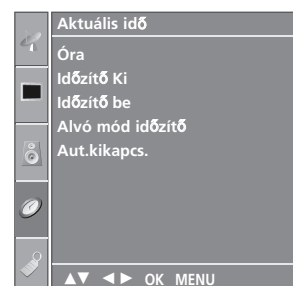 Aktuális idő
Óra
Időzítő Ki
Időzítő be
Alvó mód időzítő
Aut.kikapcs.
▲▼ ◄► OK MENU